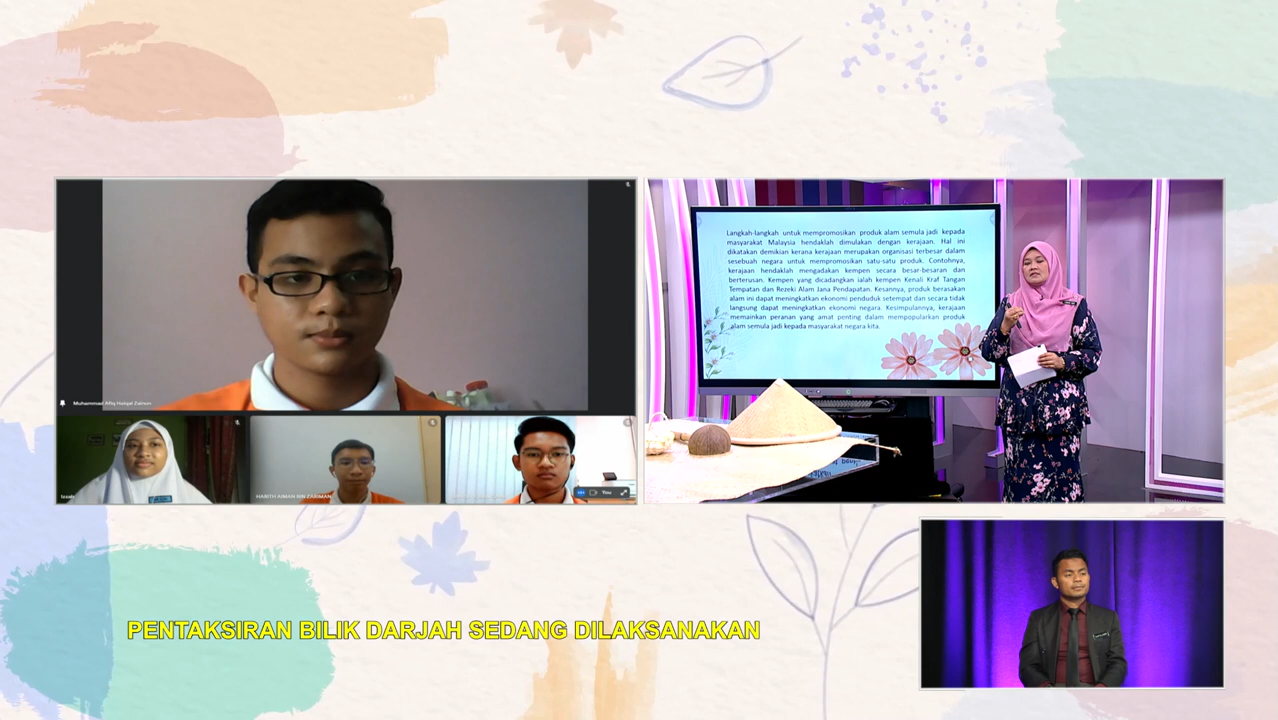 Muhammad Afiq Haiqal Zamon
Izzah
HABITH AIMAN BIN ZARIMAN
You
Langkah-langkah untuk mempromosikan produk alam semula jadi kepada
masyarakat Malaysia hendaklah dimulakan dengan kerajaan. Hal ini
dikatakan demikian kerana kerajaan merupakan organisasi terbesar dalam
sesebuah negara untuk mempromosikan satu-satu produk. Contohnya,
kerajaan hendaklah mengadakan kempen secara besar-besaran dan
berterusan. Kempen yang dicadangkan ialah kempen Kenali Kraf Tangan
Tempatan dan Rezeki Alam Jana Pendapatan. Kesannya, produk berasakan
alam ini dapat meningkatkan ekonomi penduduk setempat dan secara tidak
langsung dapat meningkatkan ekonomi negara. Kesimpulannya, kerajaan
memainkan peranan yang amat penting dalam mempopularkan produk
alam semula jadi kepada masyarakat negara kita.
PENTAKSIRAN BILIK DARJAH SEDANG DILAKSANAKAN